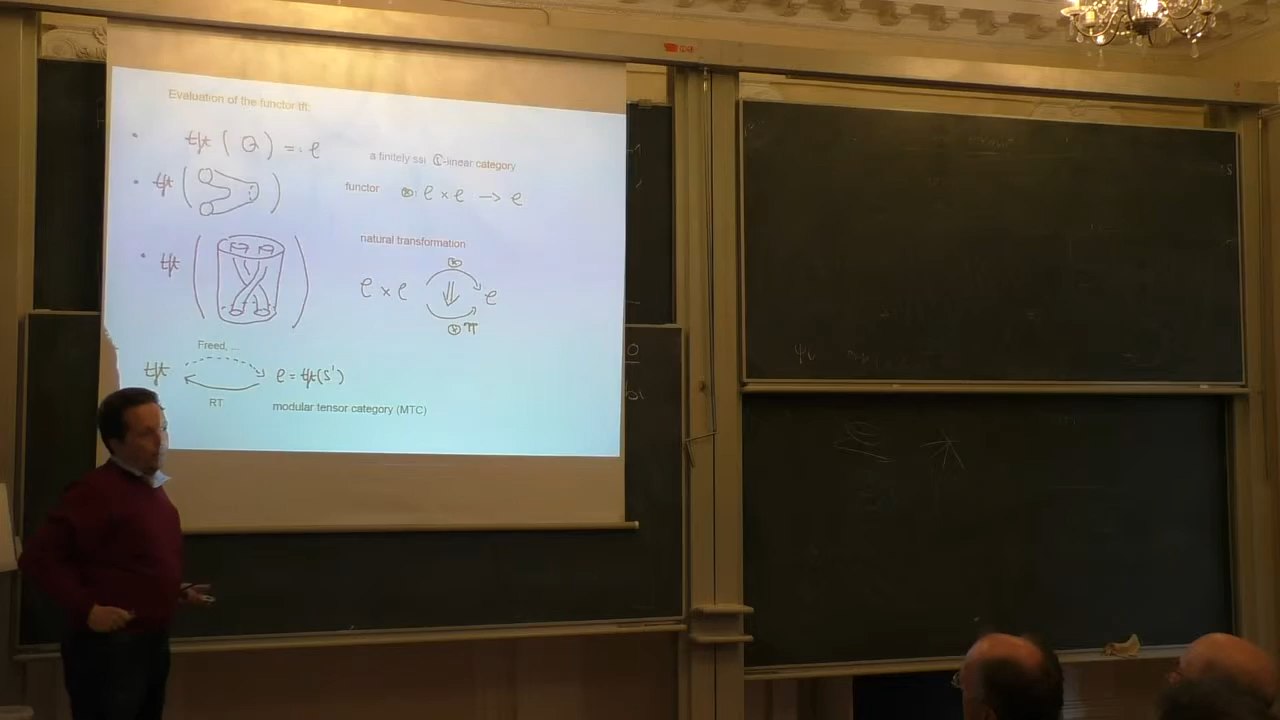 Evaluation of the functor tft:
• tft ( ) =: C a finitely ssi ℂ-linear category
• tft ( ) functor ⊗: C × C → C
natural transformation
• tft ( ) C × C ⊗ ⇓ C
⊗ π
Freed, ...
tft C = tft(S¹)
RT
modular tensor category (MTC)